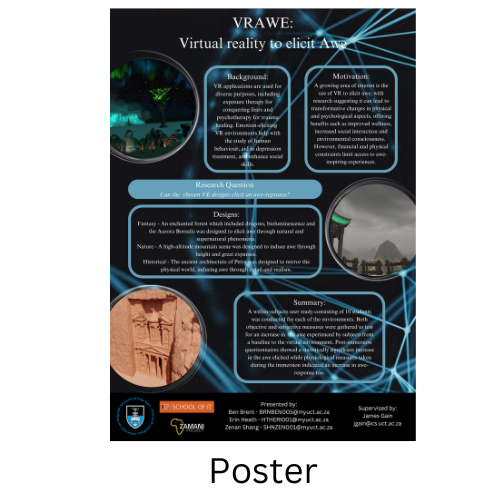 VRAWE:
Virtual reality to elicit Awe
Background:
VR applications are used for
diverse purposes, including
exposure therapy for
conquering fears and
psychotherapy for trauma
healing. Emotion-eliciting
VR environments help with
the study of human
behaviour, aid in depression
treatment, and enhance social
skills.
Motivation:
A growing area of interest is the
use of VR to elicit awe, with
research suggesting it can lead to
transformative changes in physical
and psychological aspects, offering
benefits such as improved wellness,
increased social interaction and
environmental consciousness.
However, financial and physical
constraints limit access to awe-
inspiring experiences.
Research Question
Can the chosen VE designs elicit an awe-response?
Designs:
Fantasy - An enchanted forest which included dragons, bioluminescence and
the Aurora Borealis was designed to elicit awe through natural and
supernatural phenomena.
Nature - A high-altitude mountain scene was designed to induce awe through
height and great expanses.
Historical - The ancient architecture of Petra was designed to mirror the
physical world, inducing awe through detail and realism.
Summary:
A within-subjects user study consisting of 16 students
was conducted for each of the environments. Both
objective and subjective measures were gathered to test
for an increase in the awe experienced by subjects from
a baseline to the virtual environment. Post-immersion
questionnaires showed a statistically significant increase
in the awe elicited while physiological measures taken
during the immersion indicated an increase in awe-
response too.
SCHOOL OF IT
ZAMANI
Presented by:
Ben Brent - BRNBEN005@myuct.ac.za
Erin Heath - HTHERI001@myuct.ac.za
Zenan Shang - SHNZEN001@myuct.ac.za
Supervised by:
James Gain
jgain@cs.uct.ac.za
Poster